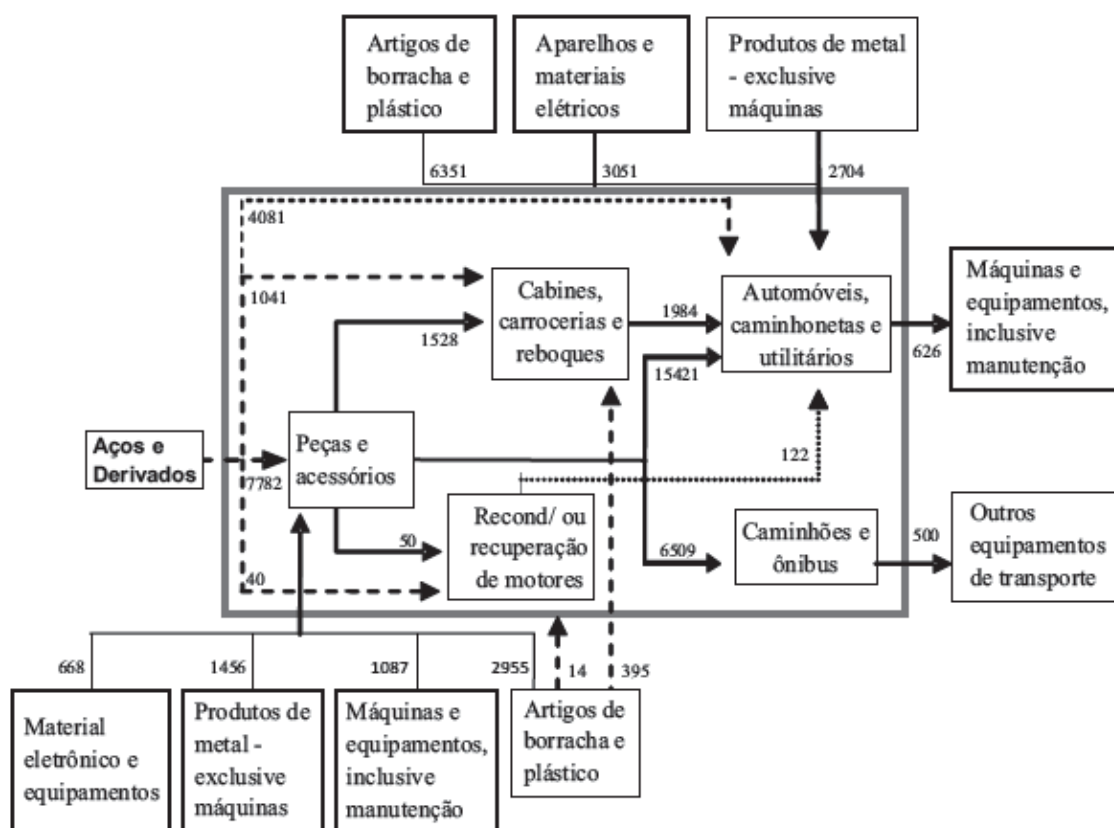 Artigos de
borracha e
plástico
Aparelhos e
materiais
elétricos
Produtos de metal
- exclusive
máquinas
6351
3051
2704
4081
1041
Cabines,
carrocerias e
reboques
1528
1984
15421
Automóveis,
caminhonetas e
utilitários
626
Máquinas e
equipamentos,
inclusive
manutenção
Aços e
Derivados
7782
Peças e
acessórios
122
50
40
Recond/ ou
recuperação
de motores
6509
Caminhões e
ônibus
500
Outros
equipamentos
de transporte
668
1456
1087
2955
14
395
Material
eletrônico e
equipamentos
Produtos de
metal -
exclusive
máquinas
Máquinas e
equipamentos,
inclusive
manutenção
Artigos de
borracha e
plástico